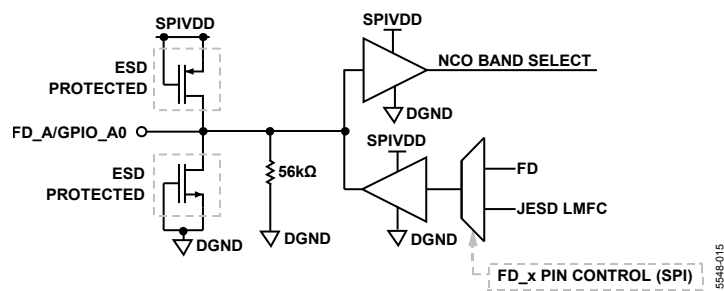 SPIVDD
ESD
PROTECTED
FD_A/GPIO_A0
ESD
PROTECTED
DGND
56kΩ
DGND
SPIVDD
NCO BAND SELECT
DGND
SPIVDD
FD
JESD LMFC
DGND
FD_x PIN CONTROL (SPI)
5548-015